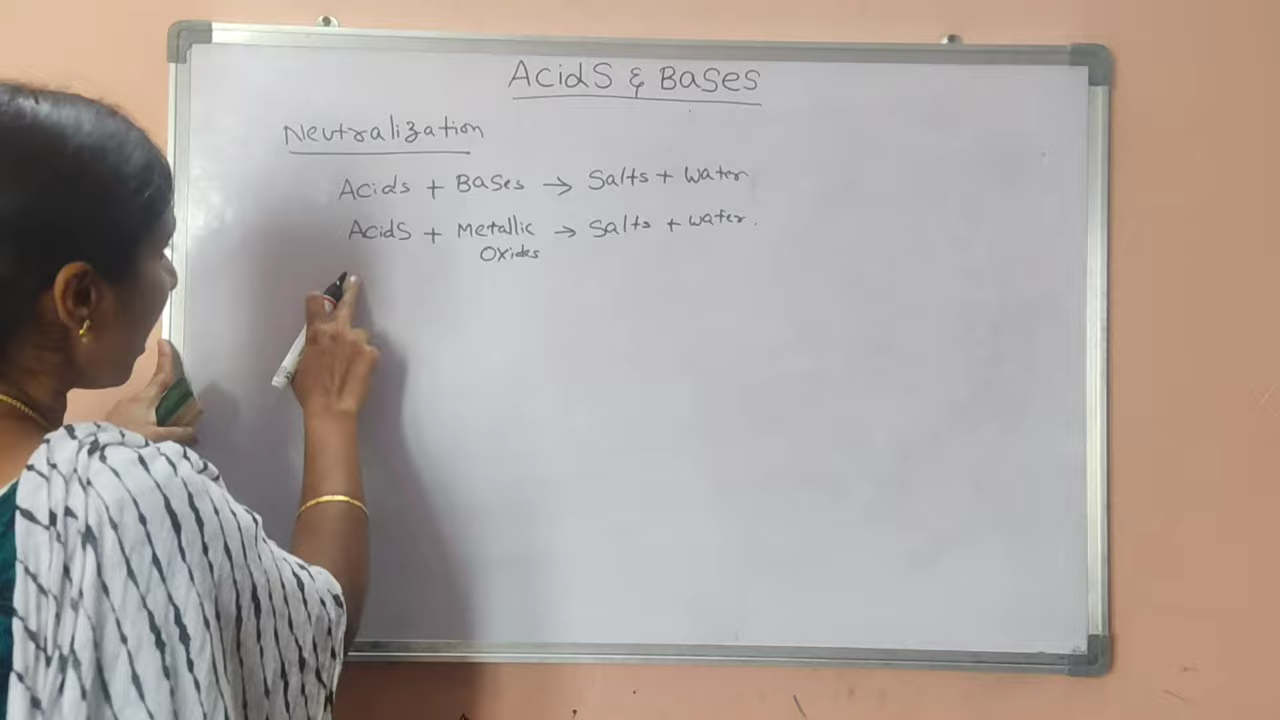 Acids & Bases
Neutralization
Acids + Bases → Salts + Water
Acids + Metallic → Salts + Water.
Oxides